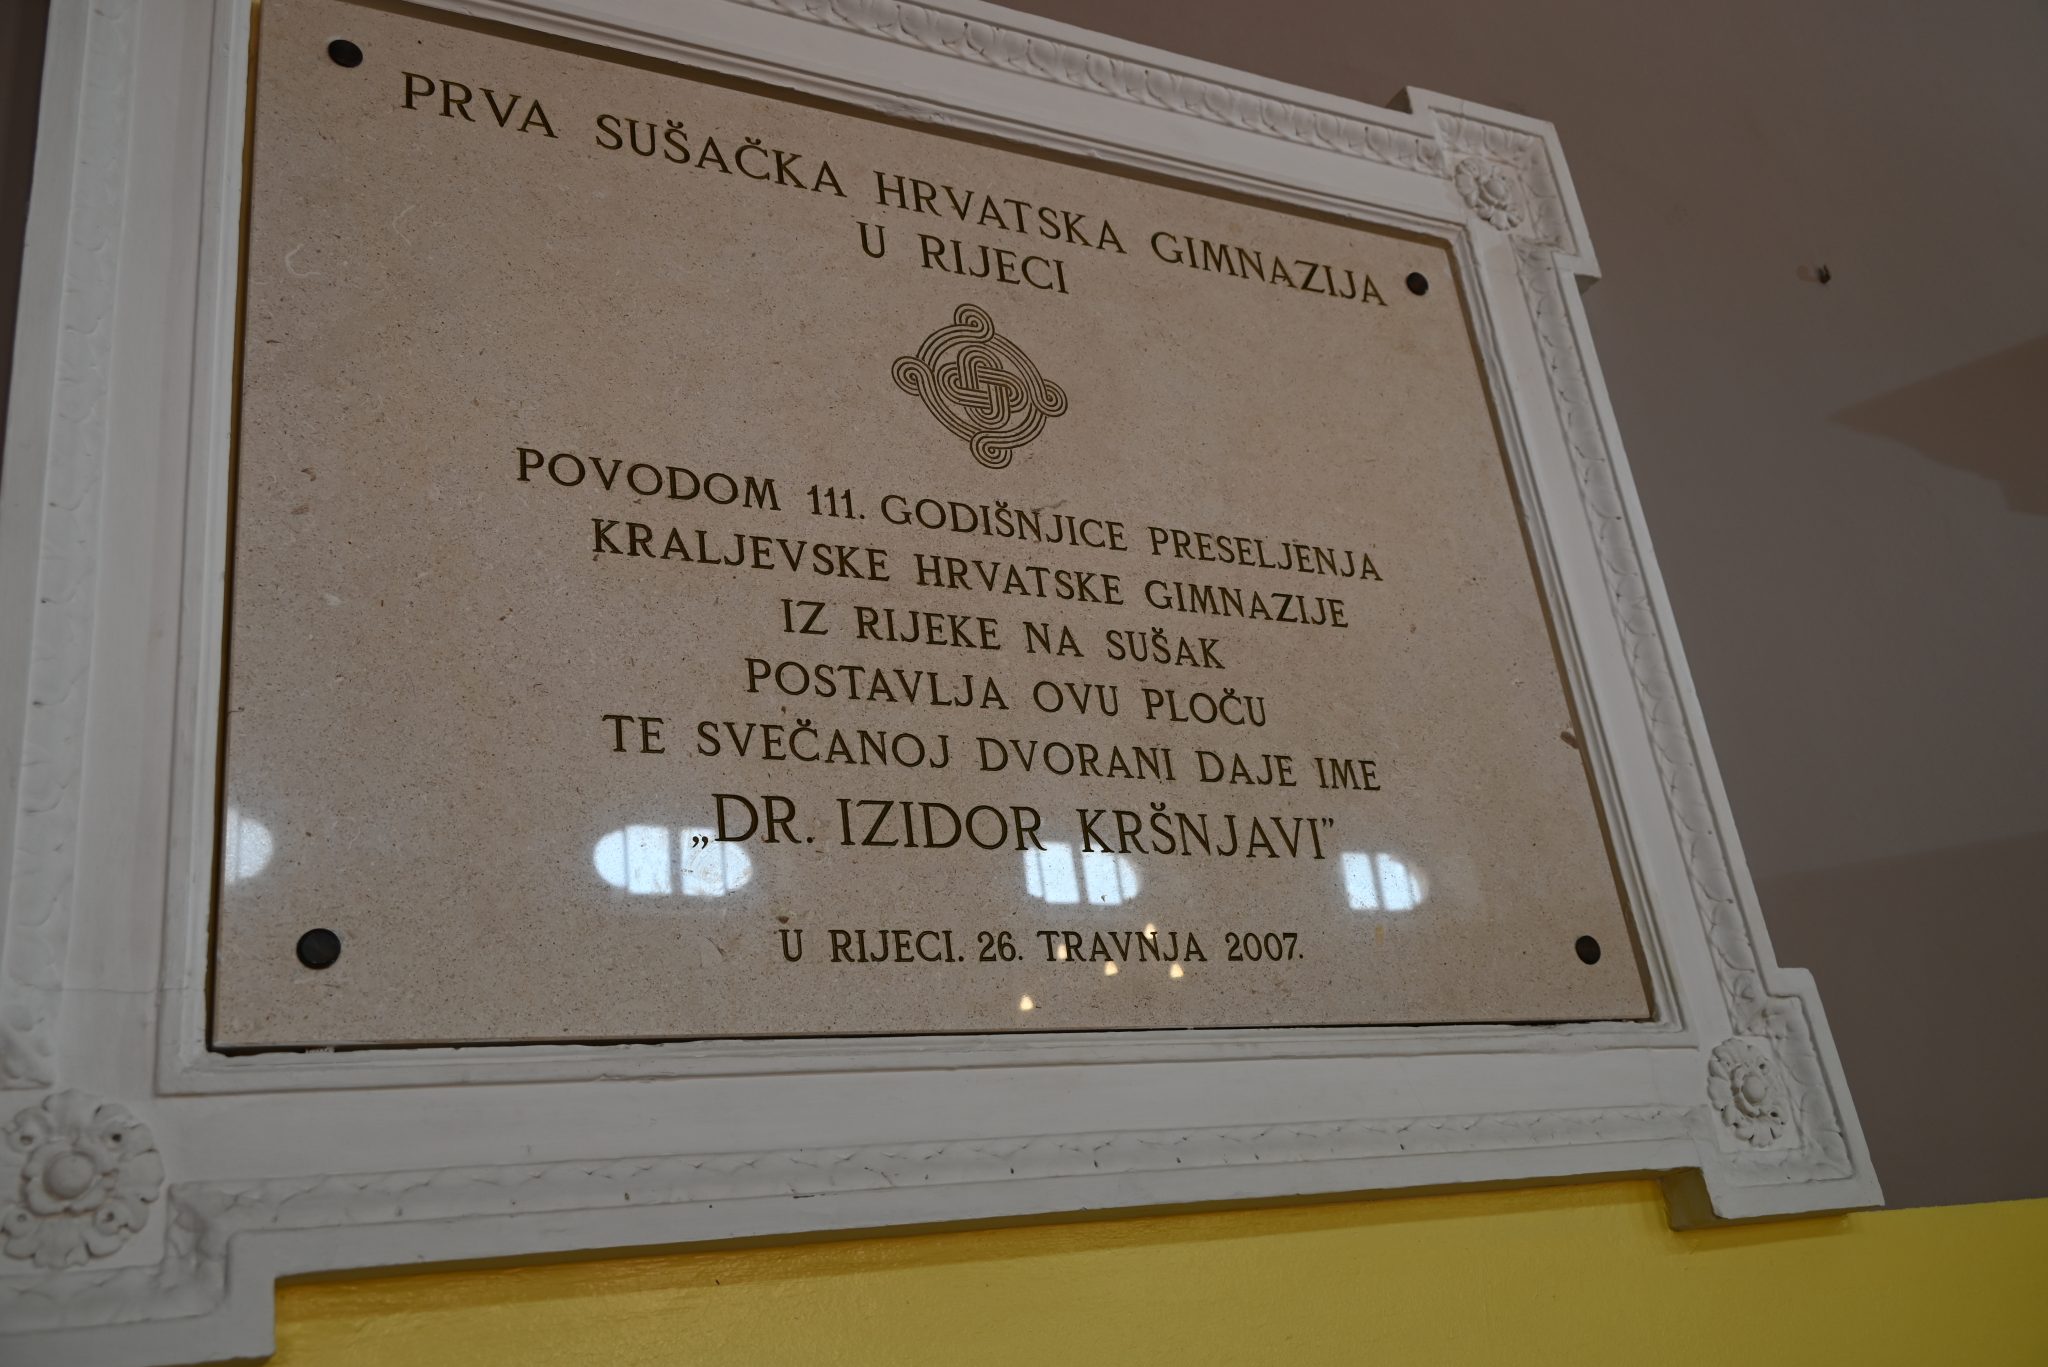 PRVA SUŠAČKA HRVATSKA GIMNAZIJA
U RIJECI
POVODOM 111. GODIŠNJICE PRESELJENJA
KRALJEVSKE HRVATSKE GIMNAZIJE
IZ RIJEKE NA SUŠAK
POSTAVLJA OVU PLOČU
TE SVEČANOJ DVORANI DAJE IME
„DR. IZIDOR KRŠNJAVI”
U RIJECI. 26. TRAVNJA 2007.